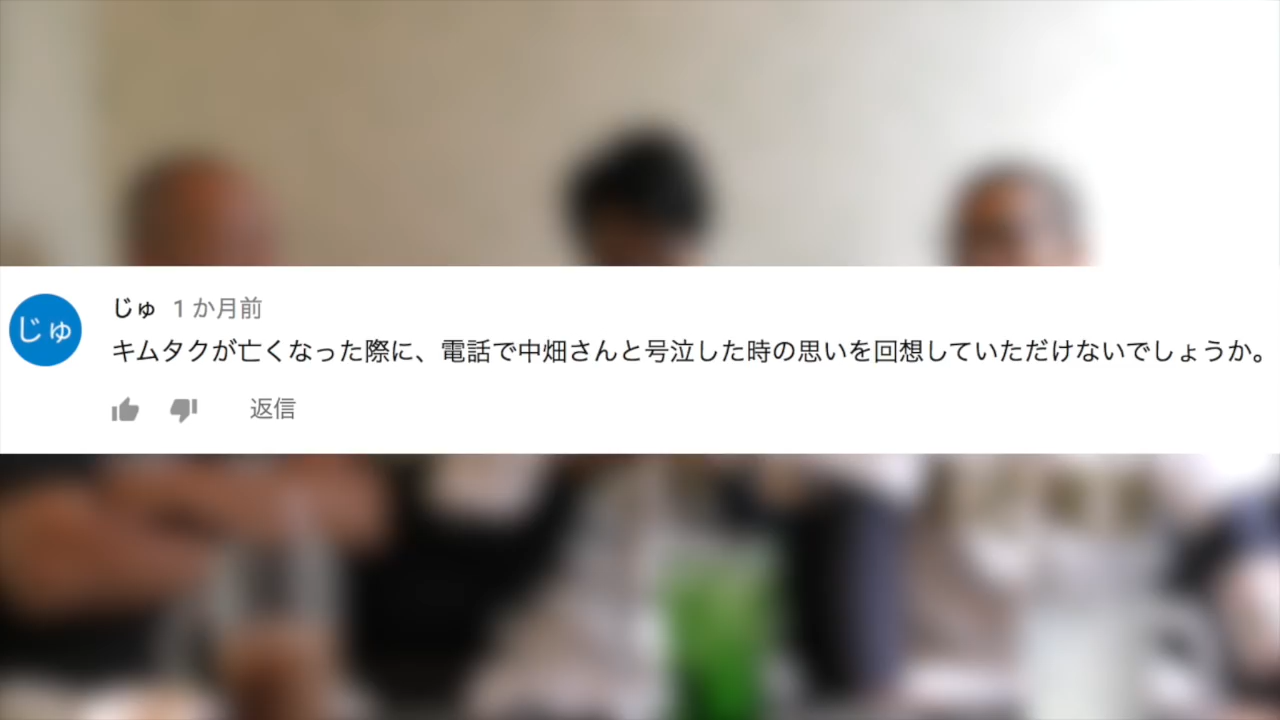 じゅ
じゅ 1 か月前
キムタクが亡くなった際に、電話で中畑さんと号泣した時の思いを回想していただけないでしょうか。
返信